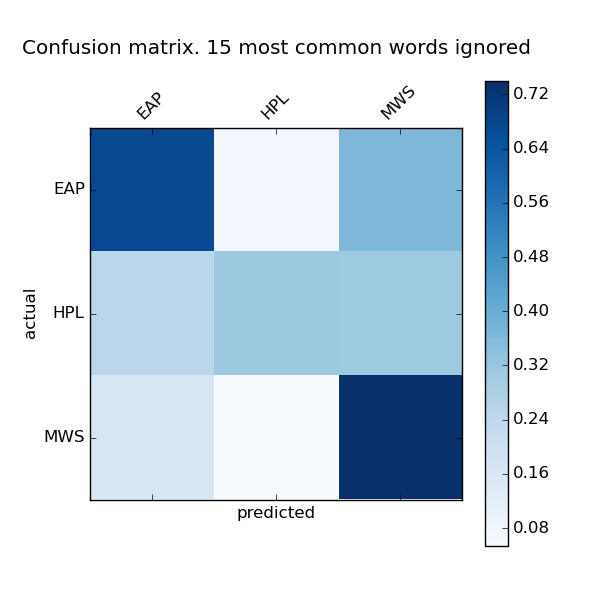 Confusion matrix. 15 most common words ignored
EAP HPL MWS
EAP
HPL
MWS
actual
predicted
0.72
0.64
0.56
0.48
0.40
0.32
0.24
0.16
0.08